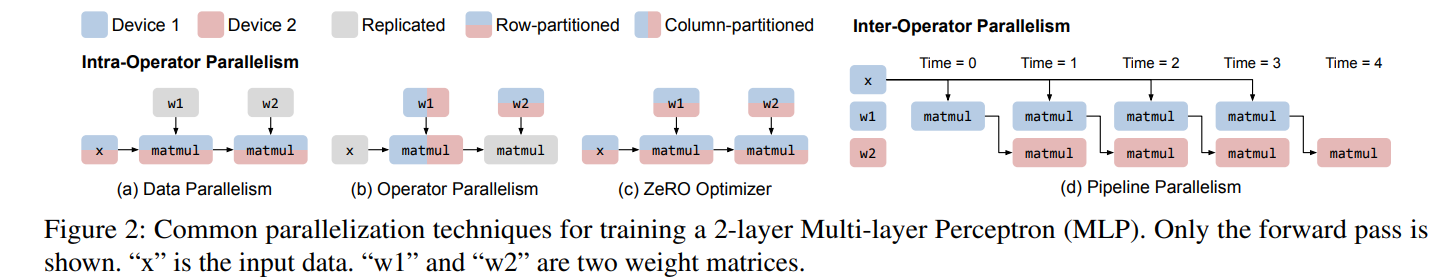 Device 1 Device 2 Replicated Row-partitioned Column-partitioned
Intra-Operator Parallelism
w1 w2
x matmul matmul
(a) Data Parallelism
w1 w2
x matmul matmul
(b) Operator Parallelism
w1 w2
x matmul matmul
(c) ZeRO Optimizer
Inter-Operator Parallelism
Time = 0 Time = 1 Time = 2 Time = 3 Time = 4
x
w1 matmul matmul matmul matmul
w2 matmul matmul matmul matmul
(d) Pipeline Parallelism
Figure 2: Common parallelization techniques for training a 2-layer Multi-layer Perceptron (MLP). Only the forward pass is
shown. “x” is the input data. “w1” and “w2” are two weight matrices.